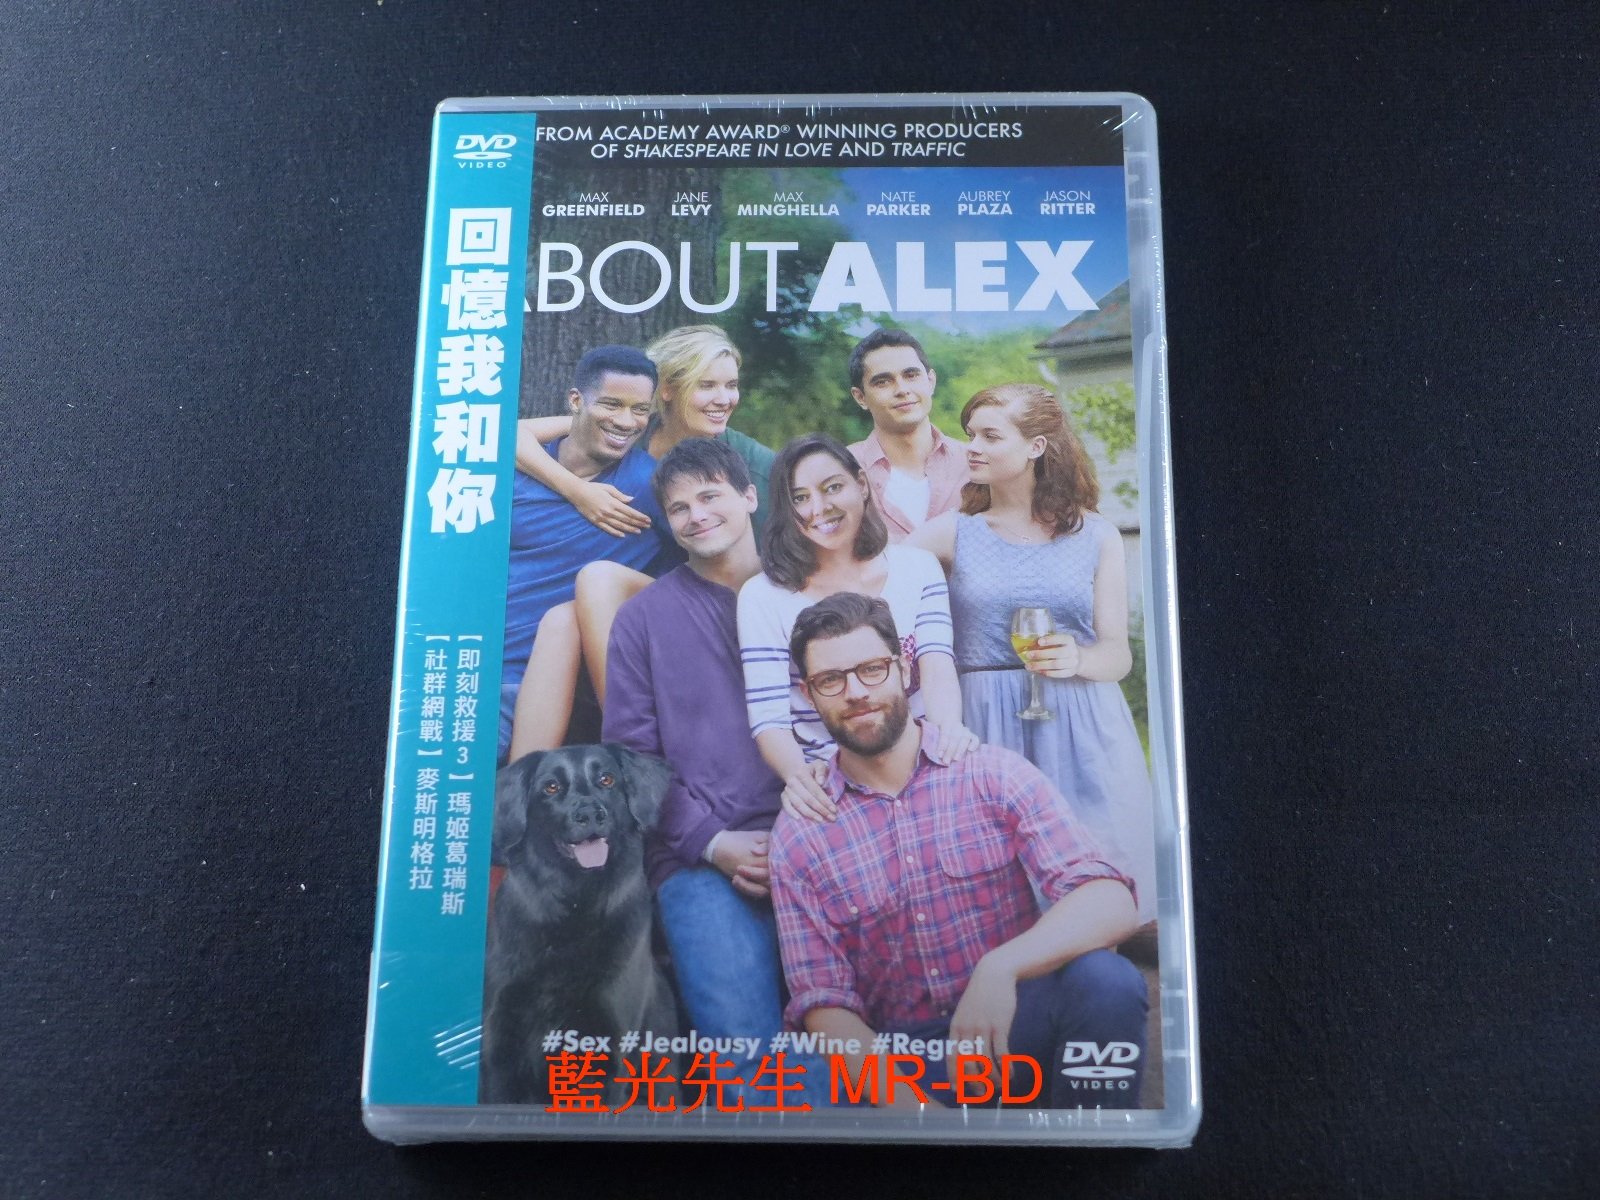 DVD
VIDEO
FROM ACADEMY AWARD® WINNING PRODUCERS
OF SHAKESPEARE IN LOVE AND TRAFFIC
MAX GREENFIELD
JANE LEVY
MAX MINGHELLA
NATE PARKER
AUBREY PLAZA
JASON RITTER
ABOUT ALEX
回憶我和你
【即刻救援3】瑪姬葛瑞斯
【社群網戰】麥斯明格拉
#Sex #Jealousy #Wine #Regret
DVD
VIDEO
藍光先生 MR-BD